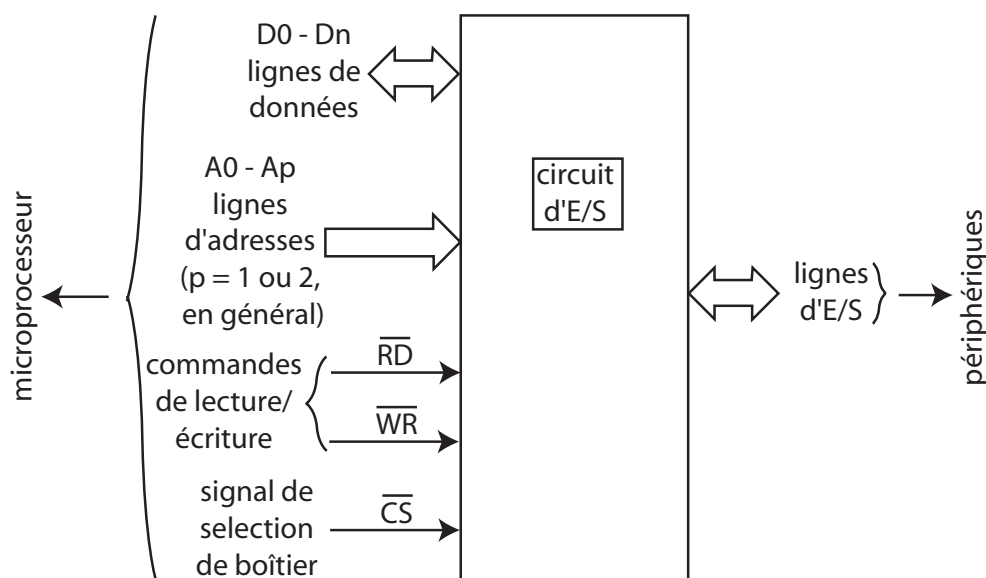 D0 - Dn
lignes de
données
A0 - Ap
lignes
d'adresses
(p = 1 ou 2,
en général)
commandes
de lecture/
écriture
RD
WR
signal de
selection
de boîtier
CS
microprocesseur
circuit
d'E/S
lignes
d'E/S
périphériques